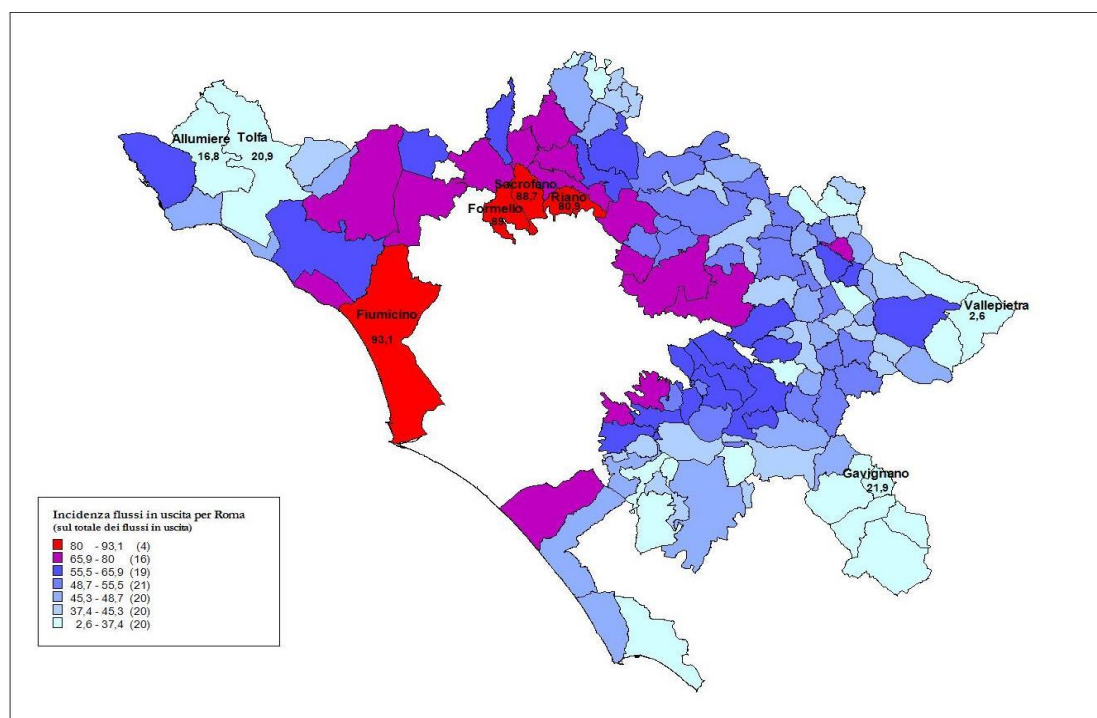 Allumiere
16,8
Tolfa
20,9
Sacrofano
88,7
Riano
80,9
Formello
85
Fiumicino
93,1
Vallepietra
2,6
Gavignano
21,9
Incidenza flussi in uscita per Roma
(sul totale dei flussi in uscita)
80 - 93,1 (4)
65,9 - 80 (16)
55,5 - 65,9 (19)
48,7 - 55,5 (21)
45,3 - 48,7 (20)
37,4 - 45,3 (20)
2,6 - 37,4 (20)